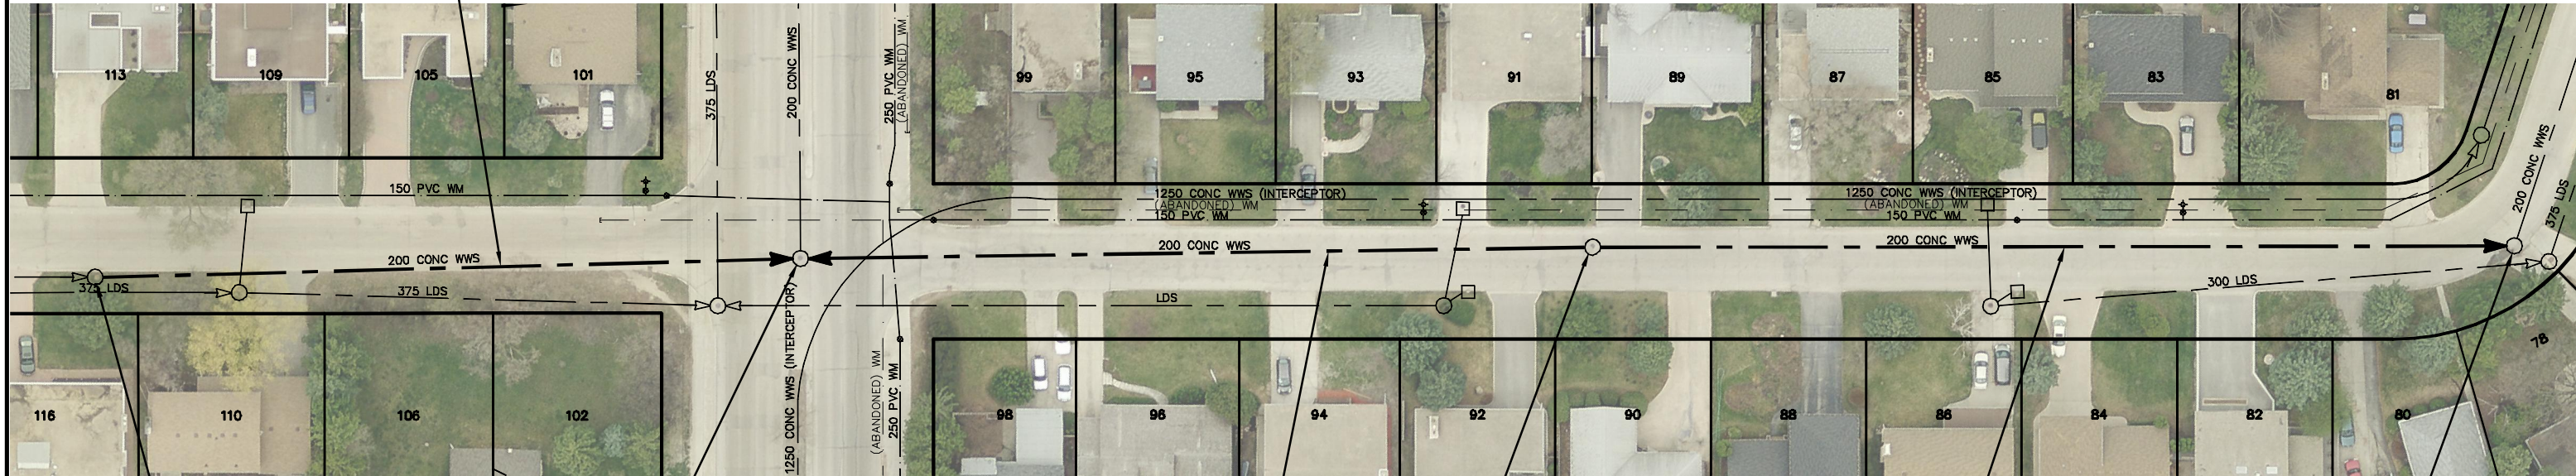 113
109
105
101
99
95
93
91
89
87
85
83
81
375 LDS
200 CONC WWS
250 PVC WM
(ABANDONED) WM
150 PVC WM
1250 CONC WWS (INTERCEPTOR)
(ABANDONED) WM
150 PVC WM
1250 CONC WWS (INTERCEPTOR)
(ABANDONED) WM
150 PVC WM
200 CONC WWS
375 LDS
200 CONC WWS
200 CONC WWS
200 CONC WWS
375 LDS
375 LDS
LDS
300 LDS
1250 CONC WWS (INTERCEPTOR)
(ABANDONED) WM
250 PVC WM
78
116
110
106
102
98
96
94
92
90
88
86
84
82
80